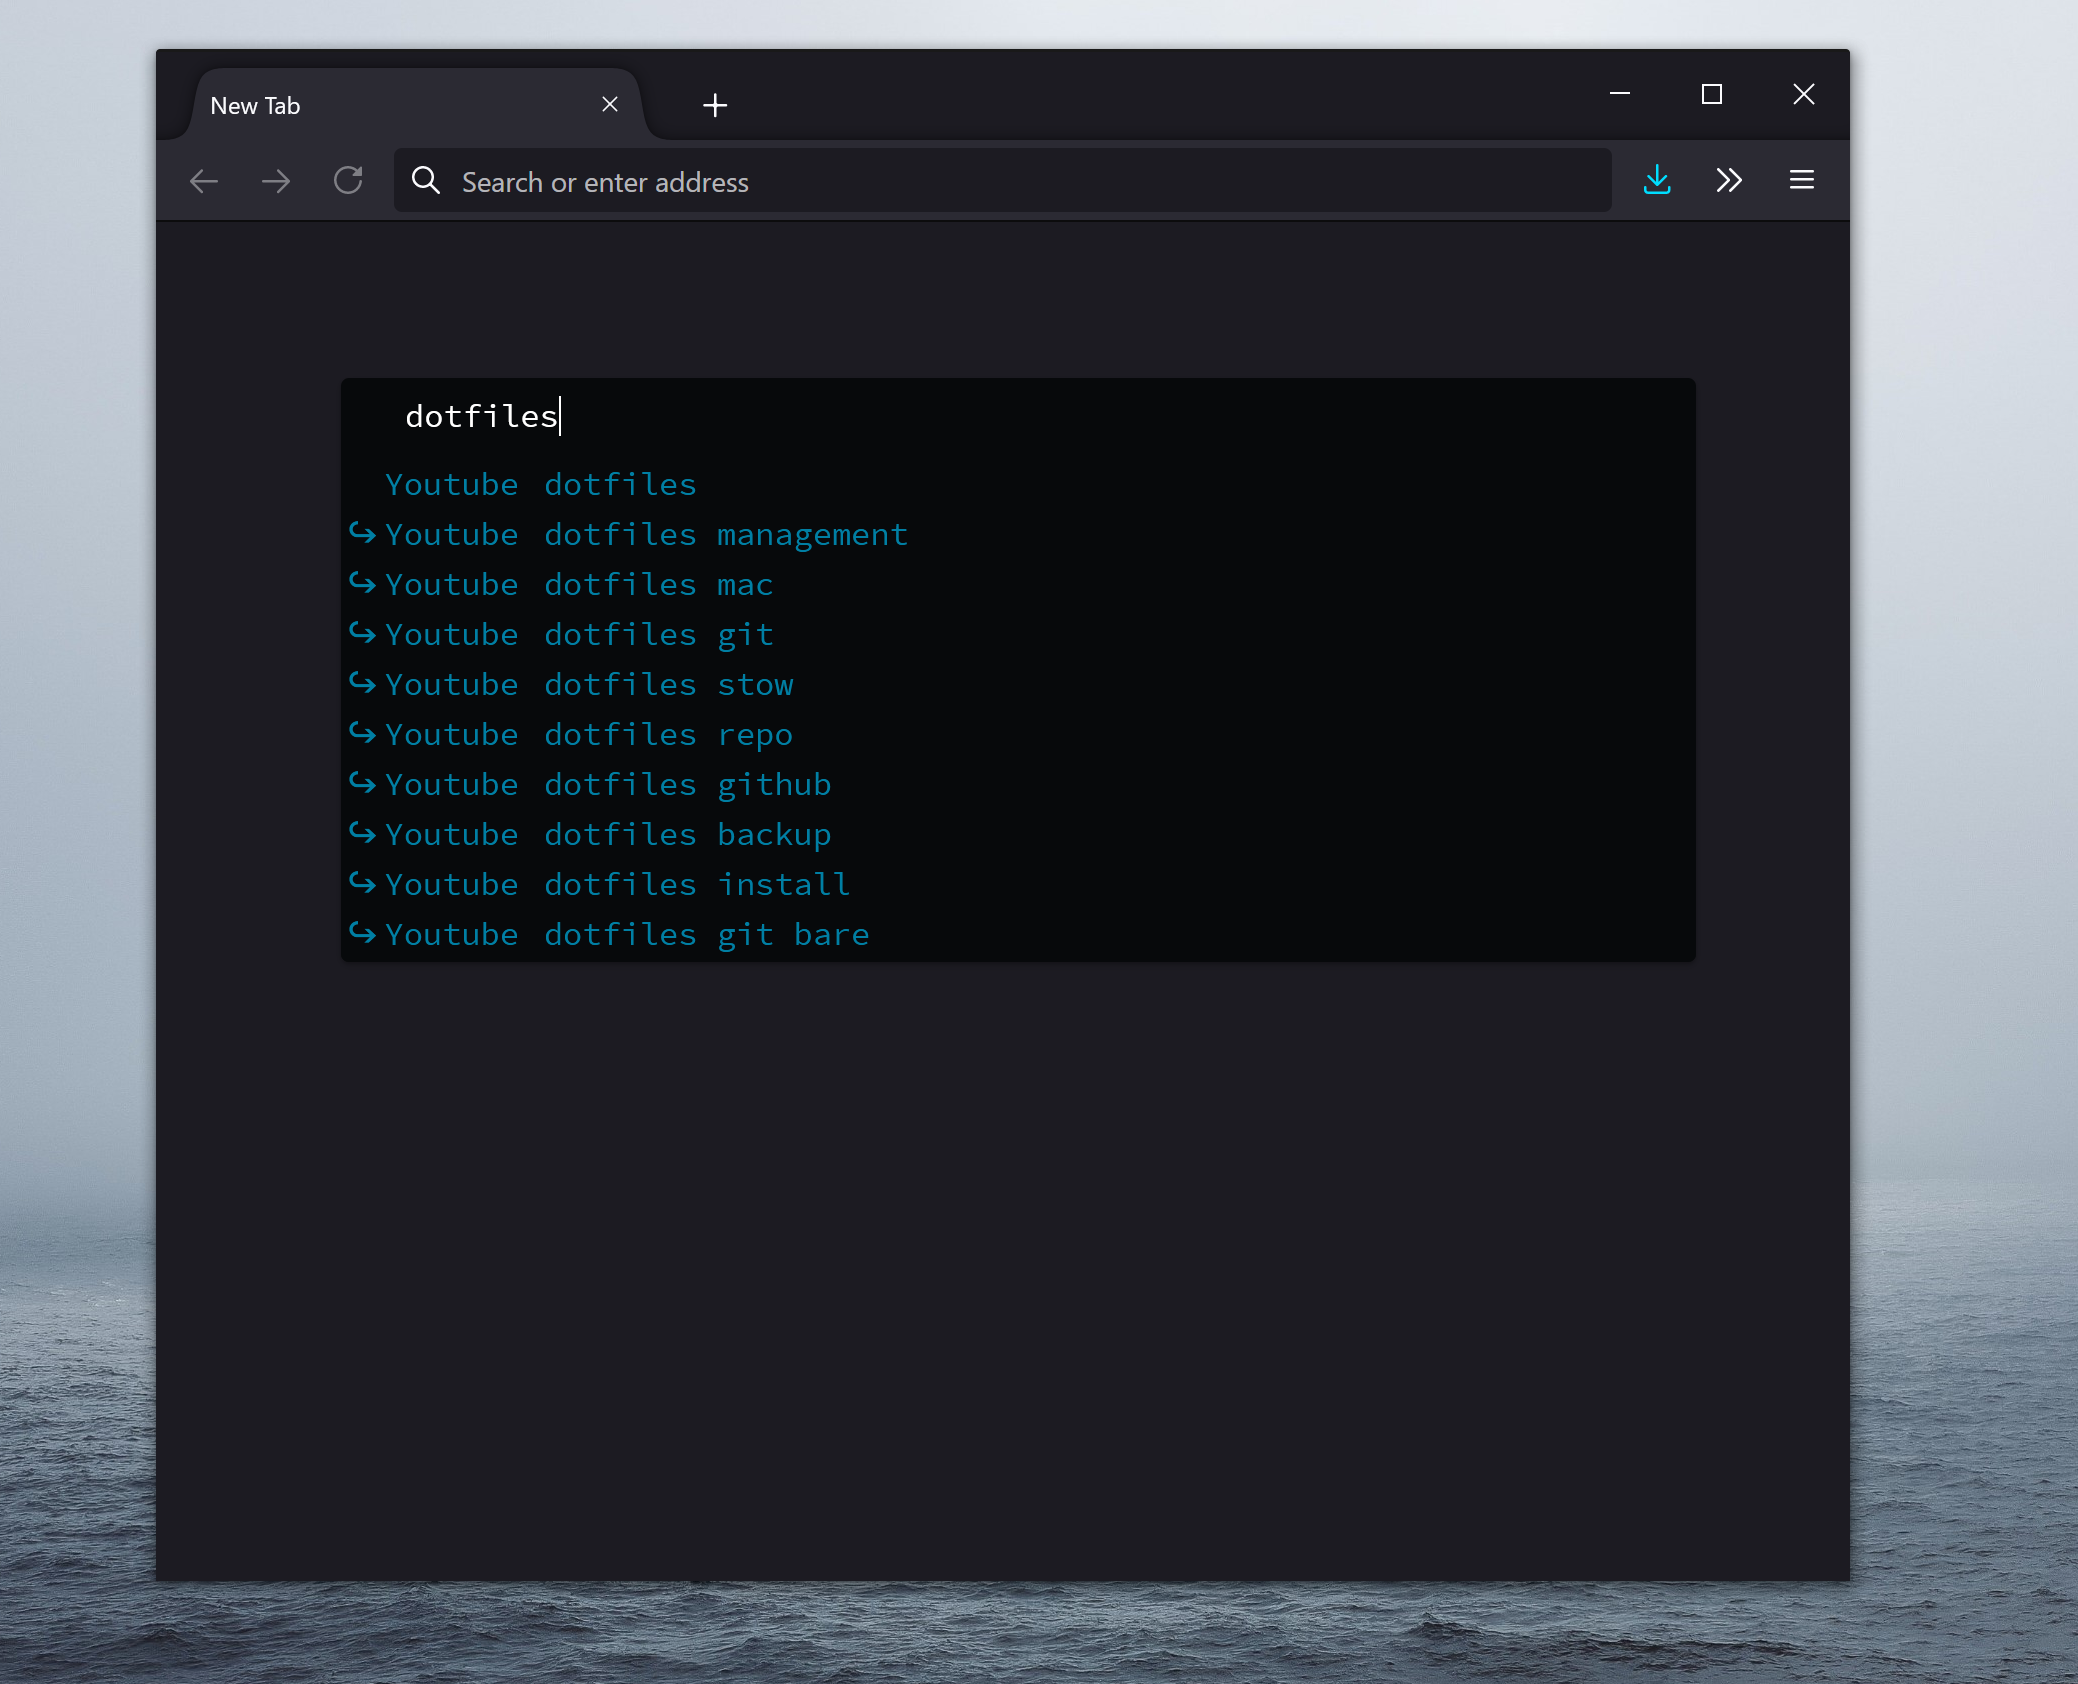 New Tab
Search or enter address
dotfiles
Youtube dotfiles
Youtube dotfiles management
Youtube dotfiles mac
Youtube dotfiles git
Youtube dotfiles stow
Youtube dotfiles repo
Youtube dotfiles github
Youtube dotfiles backup
Youtube dotfiles install
Youtube dotfiles git bare